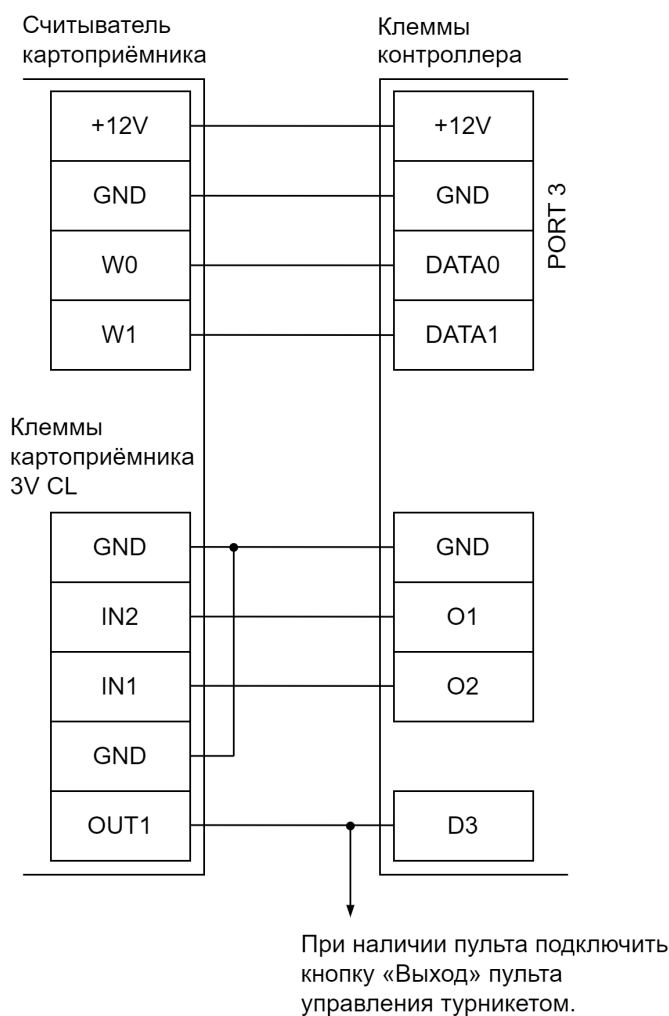 Считыватель
картоприёмника
Клеммы
контроллера
+12V
+12V
GND
GND
W0
DATA0
W1
DATA1
PORT 3
Клеммы
картоприёмника
3V CL
GND
GND
IN2
O1
IN1
O2
GND
OUT1
D3
При наличии пульта подключить
кнопку «Выход» пульта
управления турникетом.